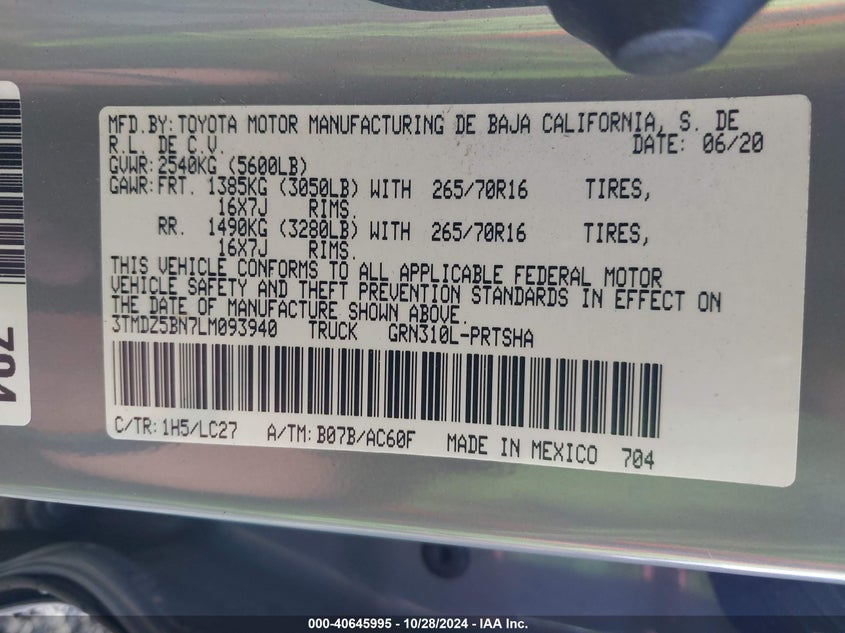 MFD.BY: TOYOTA MOTOR MANUFACTURING DE BAJA CALIFORNIA, S. DE
R.L. DE C.V. DATE: 06/20
GVWR: 2540KG (5600LB)
GAWR: FRT. 1385KG (3050LB) WITH 265/70R16 TIRES,
16X7J RIMS.
RR. 1490KG (3280LB) WITH 265/70R16 TIRES,
16X7J RIMS.
THIS VEHICLE CONFORMS TO ALL APPLICABLE FEDERAL MOTOR
VEHICLE SAFETY AND THEFT PREVENTION STANDARDS IN EFFECT ON
THE DATE OF MANUFACTURE SHOWN ABOVE.
3TMDZ5BN7LM093940 TRUCK GRN310L-PRTSHA
C/TR: 1H5/LC27 A/TM: B07B/AC60F MADE IN MEXICO 704
704
000-40645995 - 10/28/2024 - IAA Inc.